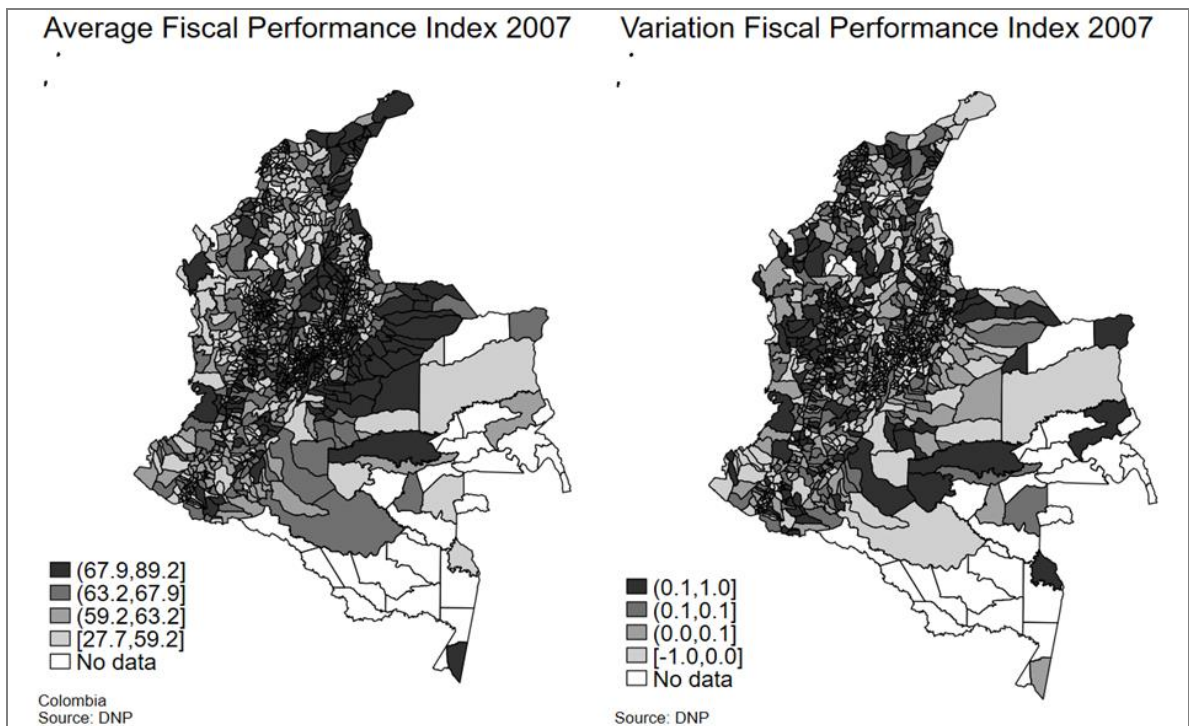 Average Fiscal Performance Index 2007
(67.9,89.2]
(63.2,67.9]
(59.2,63.2]
[27.7,59.2]
No data
Colombia
Source: DNP
Variation Fiscal Performance Index 2007
(0.1,1.0]
(0.1,0.1]
(0.0,0.1]
[-1.0,0.0]
No data
Source: DNP